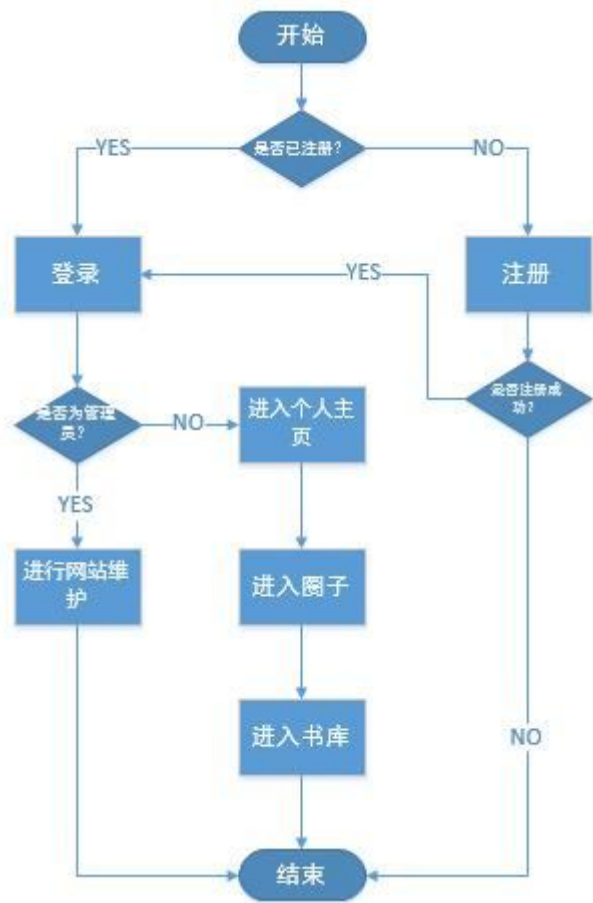 开始
是否已注册?
YES
NO
登录
注册
YES
是否为管理
员?
NO
进入个人主
页
是否注册成
功?
YES
进行网站维
护
进入圈子
进入书库
NO
结束